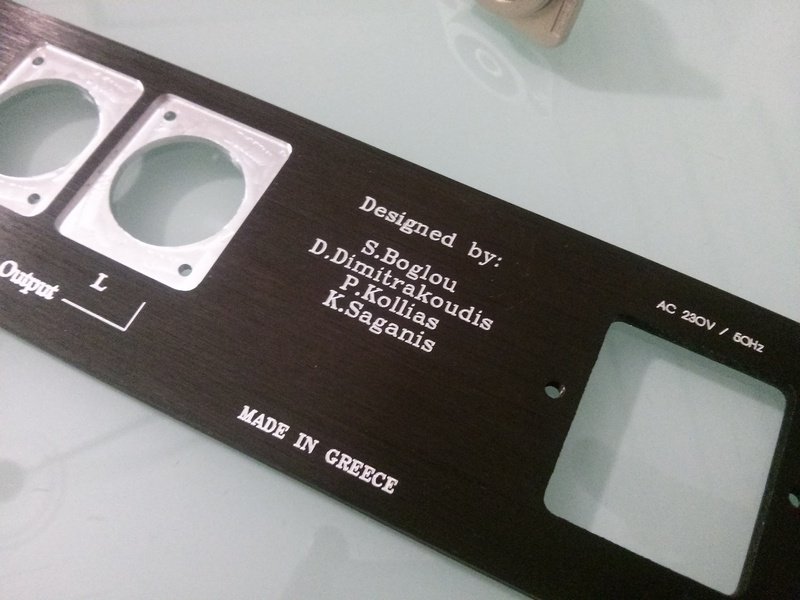 Designed by:
S.Boglou
D.Dimitrakoudis
P.Kollias
K.Saganis
L
Output
AC 230V / 50Hz
MADE IN GREECE